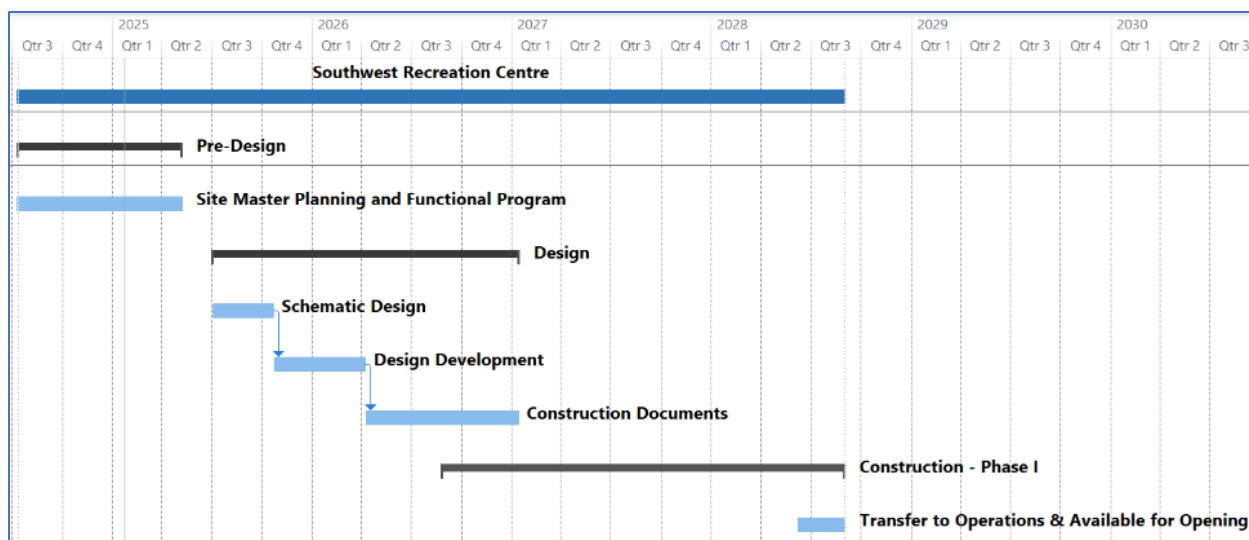 2025 2026 2027 2028 2029 2030
Qtr 3 Qtr 4 Qtr 1 Qtr 2 Qtr 3 Qtr 4 Qtr 1 Qtr 2 Qtr 3 Qtr 4 Qtr 1 Qtr 2 Qtr 3 Qtr 4 Qtr 1 Qtr 2 Qtr 3 Qtr 4 Qtr 1 Qtr 2 Qtr 3 Qtr 4 Qtr 1 Qtr 2 Qtr 3
Southwest Recreation Centre
Pre-Design
Site Master Planning and Functional Program
Design
Schematic Design
Design Development
Construction Documents
Construction - Phase I
Transfer to Operations & Available for Opening